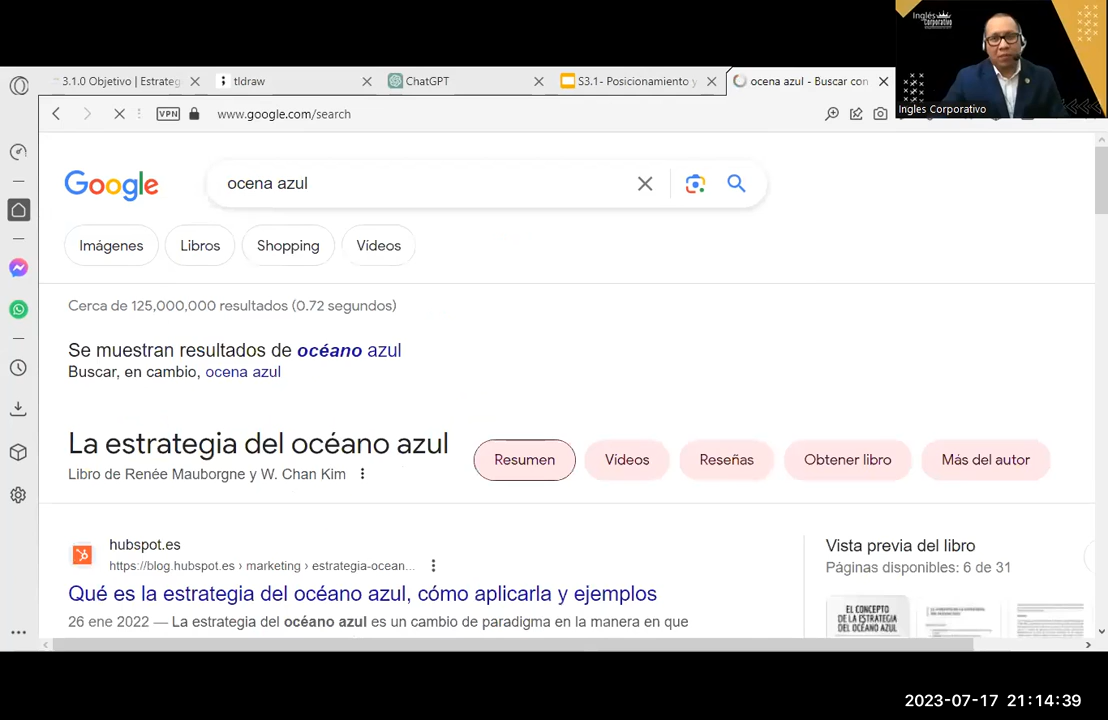 Inglés
Corporativo
Ingles Corporativo
3.1.0 Objetivo | Estrateg
tldraw
ChatGPT
S3.1- Posicionamiento y
ocena azul - Buscar con
VPN
www.google.com/search
Google
ocena azul
Imágenes
Libros
Shopping
Vídeos
Cerca de 125,000,000 resultados (0.72 segundos)
Se muestran resultados de océano azul
Buscar, en cambio, ocena azul
La estrategia del océano azul
Libro de Renée Mauborgne y W. Chan Kim
Resumen
Vídeos
Reseñas
Obtener libro
Más del autor
hubspot.es
https://blog.hubspot.es › marketing › estrategia-ocean...
Qué es la estrategia del océano azul, cómo aplicarla y ejemplos
26 ene 2022 — La estrategia del océano azul es un cambio de paradigma en la manera en que
Vista previa del libro
Páginas disponibles: 6 de 31
EL CONCEPTO
DE LA ESTRATEGIA
DEL OCÉANO AZUL
2023-07-17 21:14:39